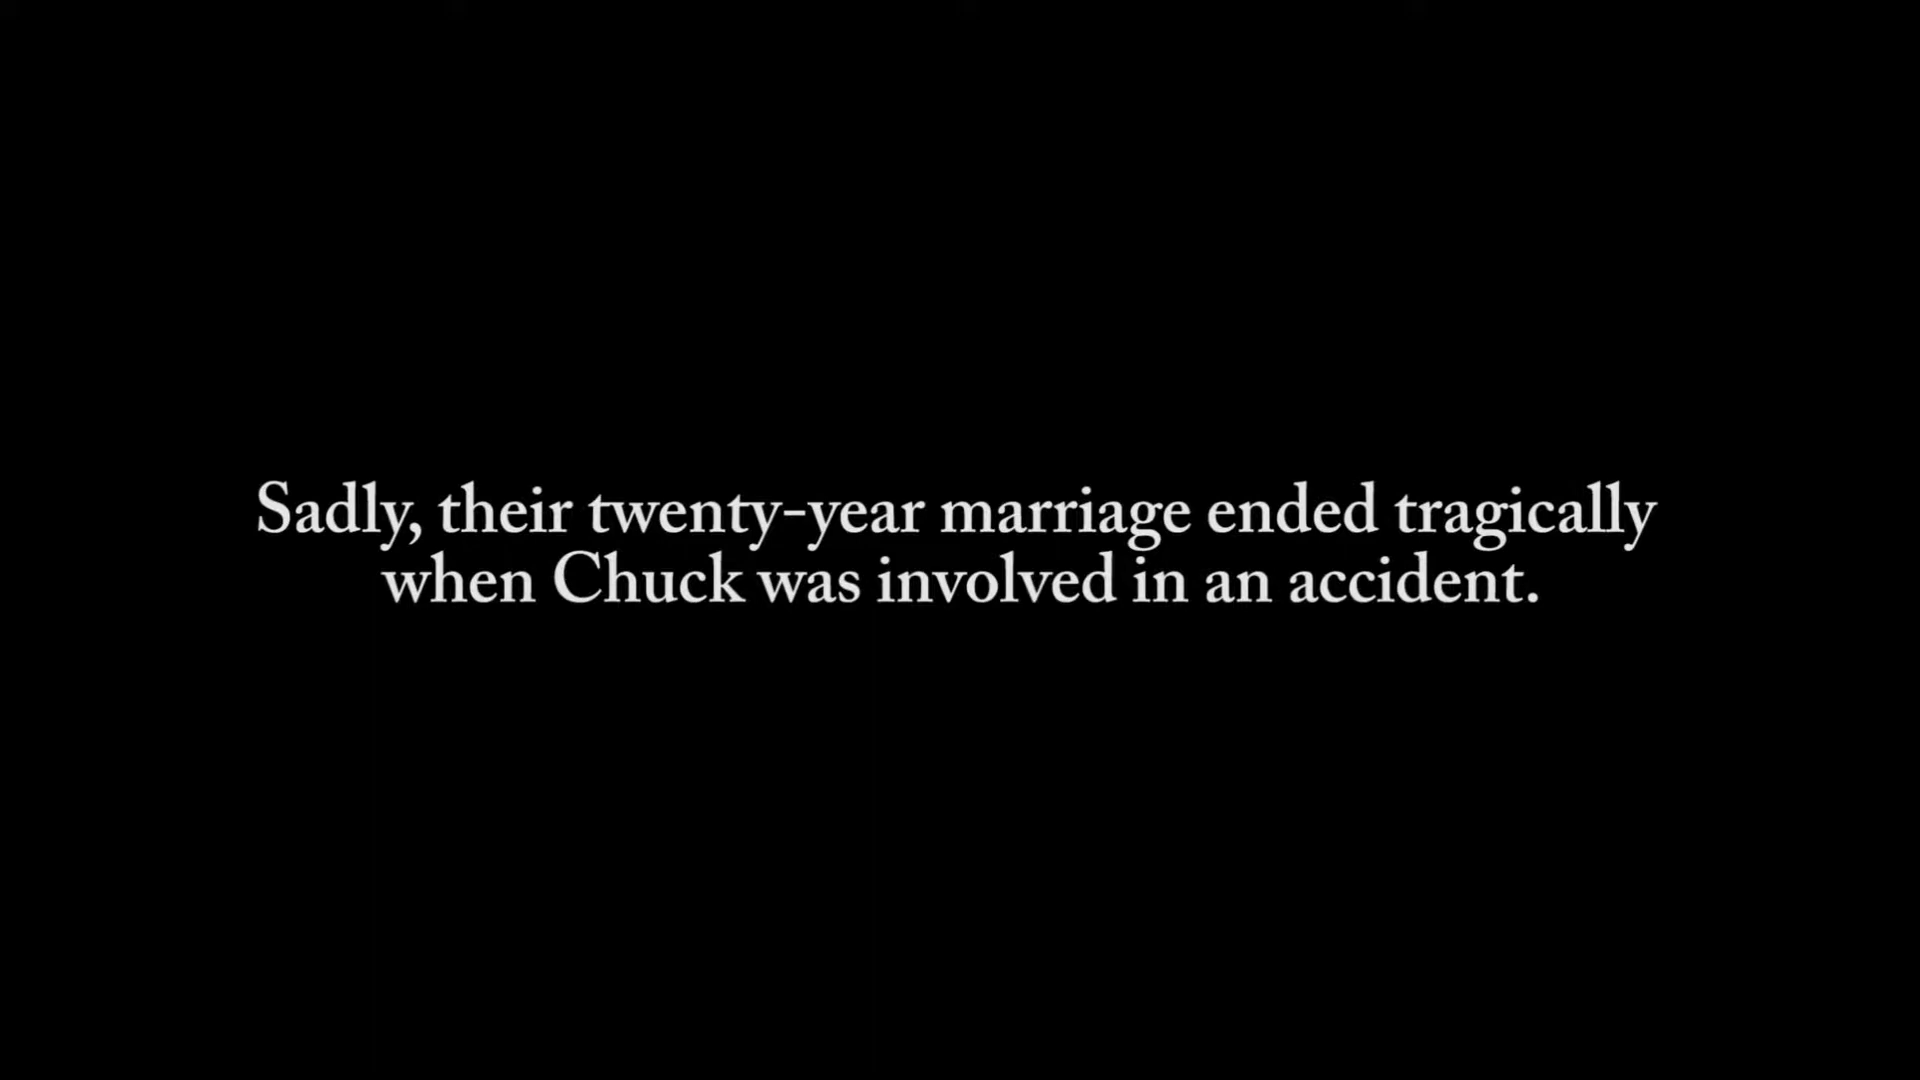 Sadly, their twenty-year marriage ended tragically
when Chuck was involved in an accident.